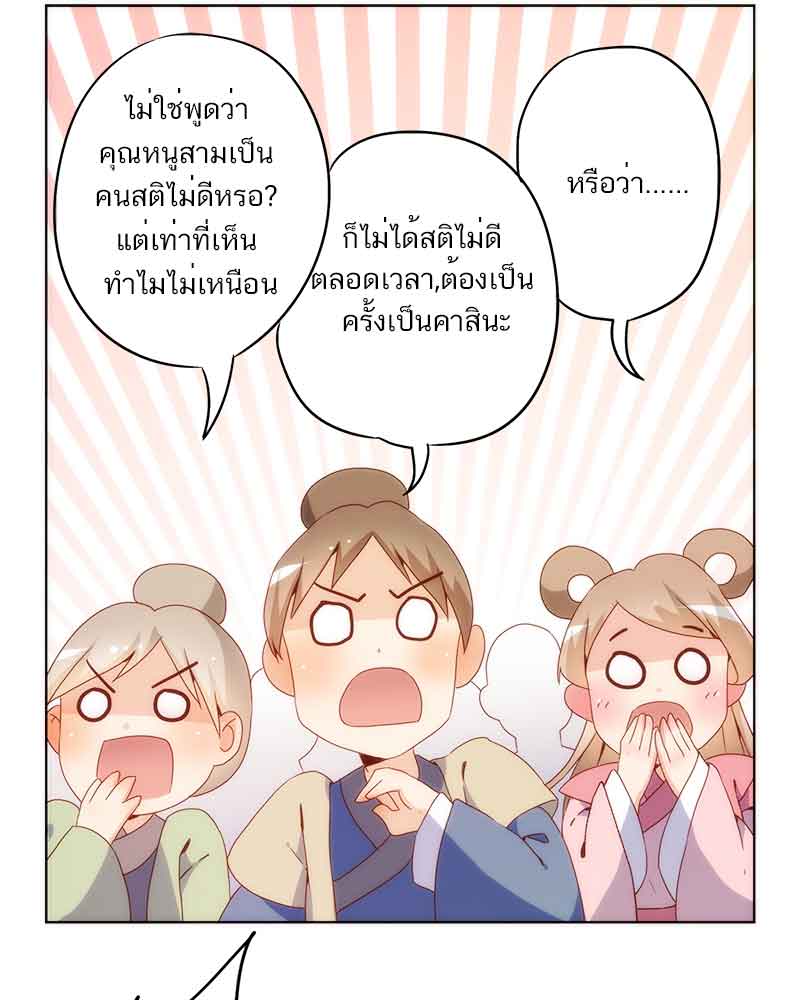 ไม่ใช่พูดว่า
คุณหนูสามเป็น
คนสติไม่ดีหรอ?
แต่เท่าที่เห็น
ทำไมไม่เหนือน
ก็ไม่ได้สติไม่ดี
ตลอดเวลา,ต้องเป็น
ครั้งเป็นคาสินะ
หรือว่า......